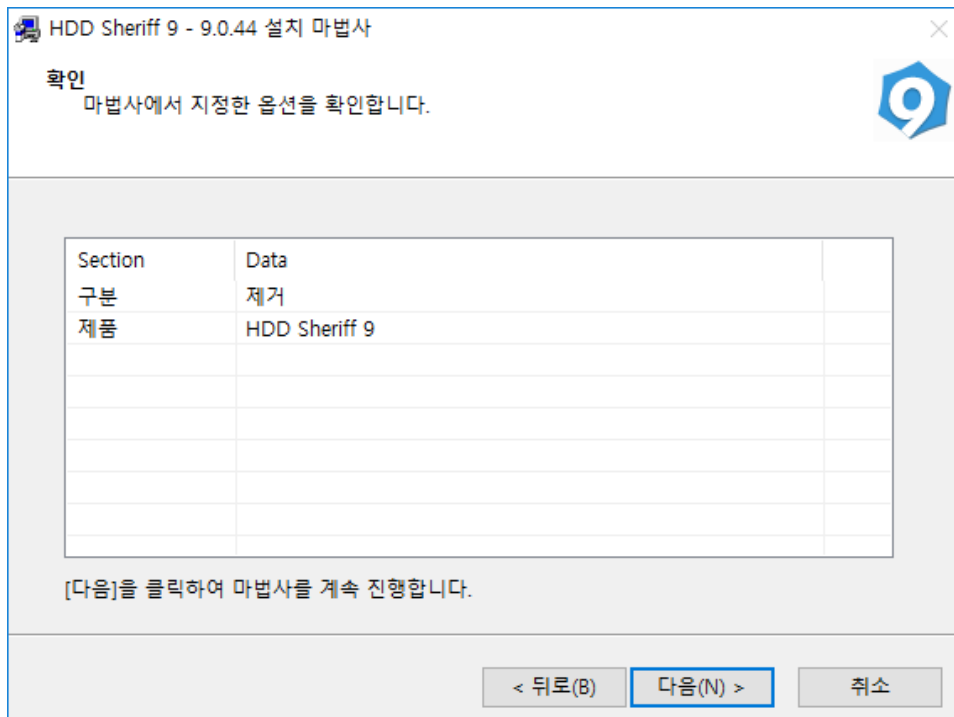 HDD Sheriff 9 - 9.0.44 설치 마법사
확인
마법사에서 지정한 옵션을 확인합니다.
9
Section Data
구분 제거
제품 HDD Sheriff 9
[다음]을 클릭하여 마법사를 계속 진행합니다.
< 뒤로(B) 다음(N) > 취소